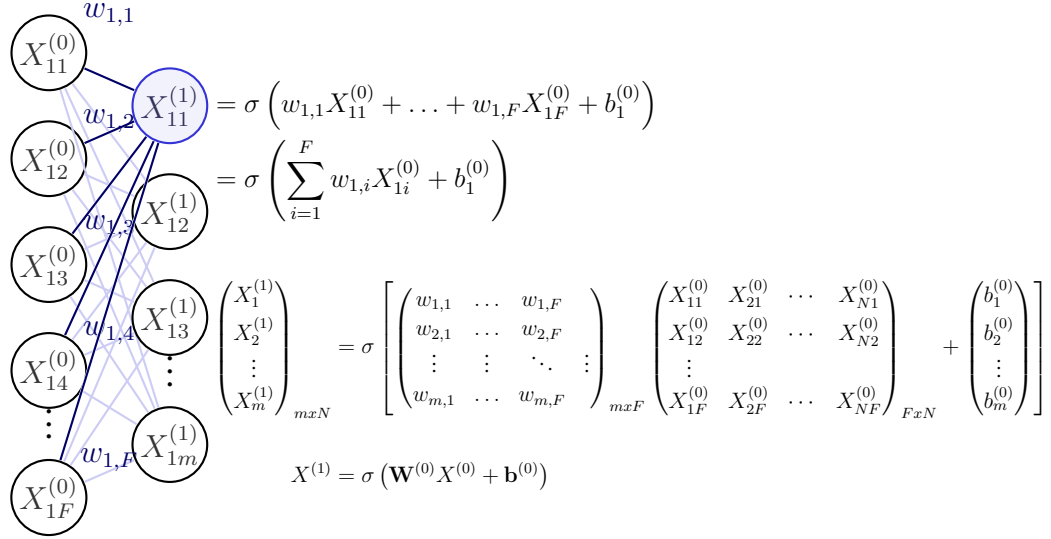 w_{1,1}
X_{11}^{(0)}
X_{11}^{(1)} = σ ( w_{1,1} X_{11}^{(0)} + … + w_{1,F} X_{1F}^{(0)} + b_1^{(0)} )
w_{1,2}
X_{12}^{(0)}
= σ ( \sum_{i=1}^{F} w_{1,i} X_{1i}^{(0)} + b_1^{(0)} )
X_{12}^{(1)}
w_{1,3}
X_{13}^{(0)}
X_{13}^{(1)}
w_{1,4}
X_{14}^{(0)}
⋮
⋮
X_{1m}^{(1)}
w_{1,F}
X_{1F}^{(0)}
( X_1^{(1)} X_2^{(1)} ⋮ X_m^{(1)} )_{mxN} = σ [ ( w_{1,1} … w_{1,F}
w_{2,1} … w_{2,F}
⋮ ⋮ ⋱ ⋮
w_{m,1} … w_{m,F} )_{mxF} ( X_{11}^{(0)} X_{21}^{(0)} ⋯ X_{N1}^{(0)}
X_{12}^{(0)} X_{22}^{(0)} ⋯ X_{N2}^{(0)}
⋮
X_{1F}^{(0)} X_{2F}^{(0)} ⋯ X_{NF}^{(0)} )_{FxN} + ( b_1^{(0)} b_2^{(0)} ⋮ b_m^{(0)} ) ]
X^{(1)} = σ ( \mathbf{W}^{(0)} X^{(0)} + \mathbf{b}^{(0)} )